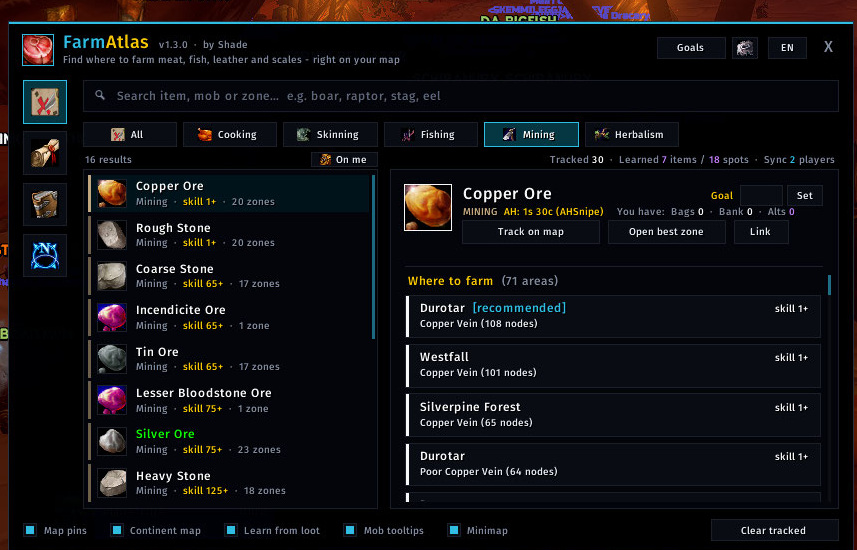 SKEMMILEGGJA
DA BIGFISH
FarmAtlas v1.3.0 · by Shade
Find where to farm meat, fish, leather and scales - right on your map
Goals
EN
X
Search item, mob or zone... e.g. boar, raptor, stag, eel
All
Cooking
Skinning
Fishing
Mining
Herbalism
16 results
On me
Tracked 30 · Learned 7 items / 18 spots · Sync 2 players
Copper Ore
Mining · skill 1+ · 20 zones
Rough Stone
Mining · skill 1+ · 20 zones
Coarse Stone
Mining · skill 65+ · 17 zones
Incendicite Ore
Mining · skill 65+ · 1 zone
Tin Ore
Mining · skill 65+ · 17 zones
Lesser Bloodstone Ore
Mining · skill 75+ · 1 zone
Silver Ore
Mining · skill 75+ · 23 zones
Heavy Stone
Mining · skill 125+ · 18 zones
Copper Ore
Goal
Set
MINING AH: 1s 30c (AHSnipe) You have: Bags 0 · Bank 0 · Alts 0
Track on map
Open best zone
Link
Where to farm (71 areas)
Durotar [recommended] skill 1+
Copper Vein (108 nodes)
Westfall skill 1+
Copper Vein (101 nodes)
Silverpine Forest skill 1+
Copper Vein (65 nodes)
Durotar skill 1+
Poor Copper Vein (64 nodes)
Map pins
Continent map
Learn from loot
Mob tooltips
Minimap
Clear tracked